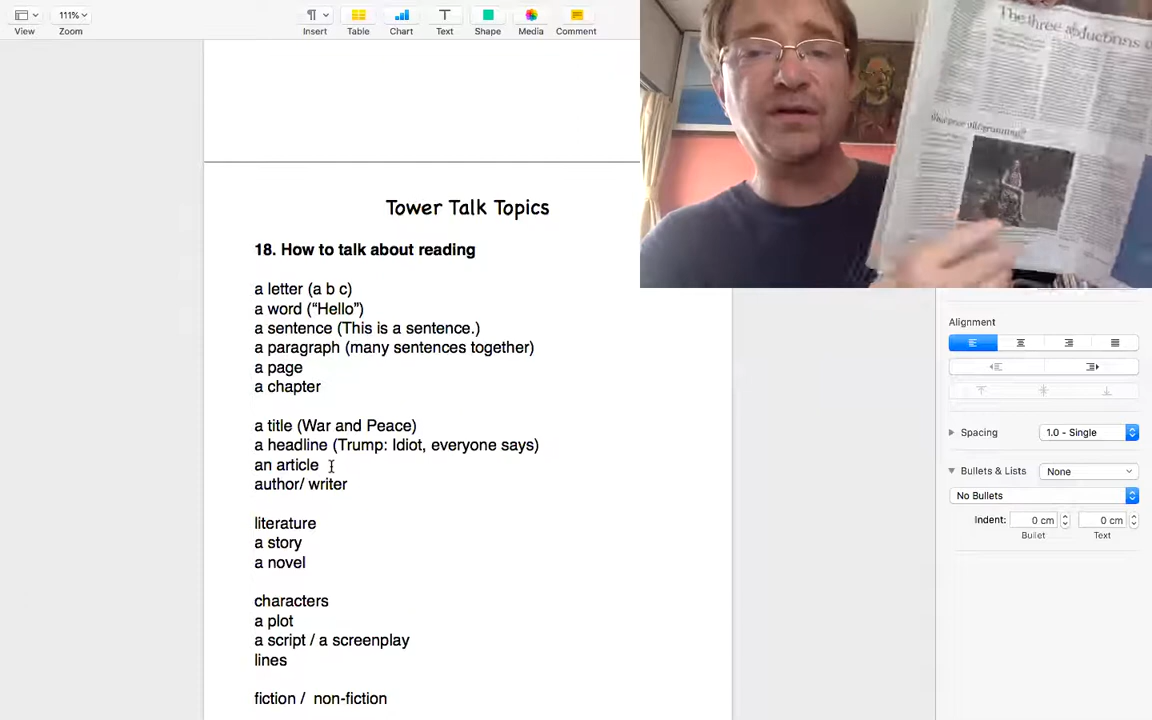 View
111%
Zoom
Insert
Table
Chart
Text
Shape
Media
Comment
The three abductions
Tower Talk Topics
18. How to talk about reading
a letter (a b c)
a word (“Hello”)
a sentence (This is a sentence.)
a paragraph (many sentences together)
a page
a chapter
a title (War and Peace)
a headline (Trump: Idiot, everyone says)
an article
author/ writer
literature
a story
a novel
characters
a plot
a script / a screenplay
lines
fiction /  non-fiction
Alignment
Spacing
1.0 - Single
Bullets & Lists
None
No Bullets
Indent:
0 cm
0 cm
Bullet
Text